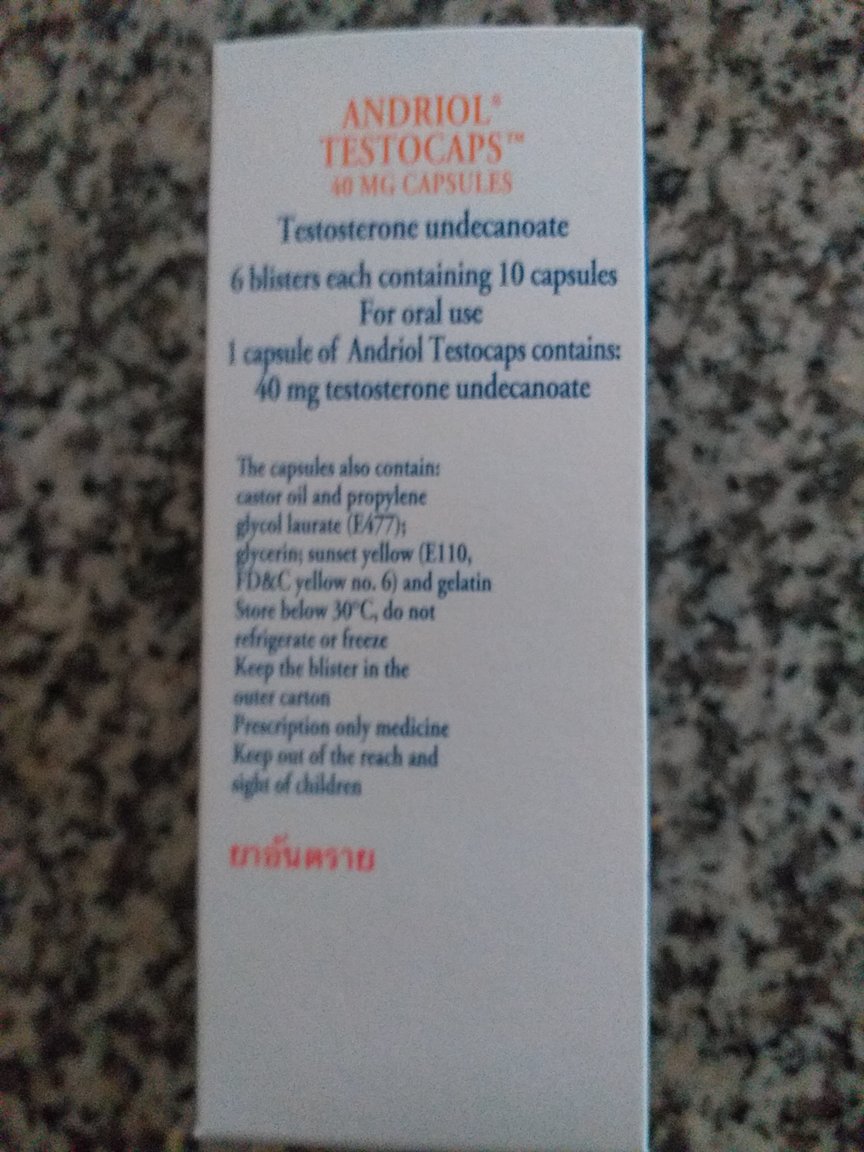 ANDRIOL®
TESTOCAPS™
40 MG CAPSULES
Testosterone undecanoate
6 blisters each containing 10 capsules
For oral use
1 capsule of Andriol Testocaps contains:
40 mg testosterone undecanoate
The capsules also contain:
castor oil and propylene
glycol laurate (E477);
glycerin; sunset yellow (E110,
FD&C yellow no. 6) and gelatin
Store below 30°C, do not
refrigerate or freeze
Keep the blister in the
outer carton
Prescription only medicine
Keep out of the reach and
sight of children
ยาอันตราย